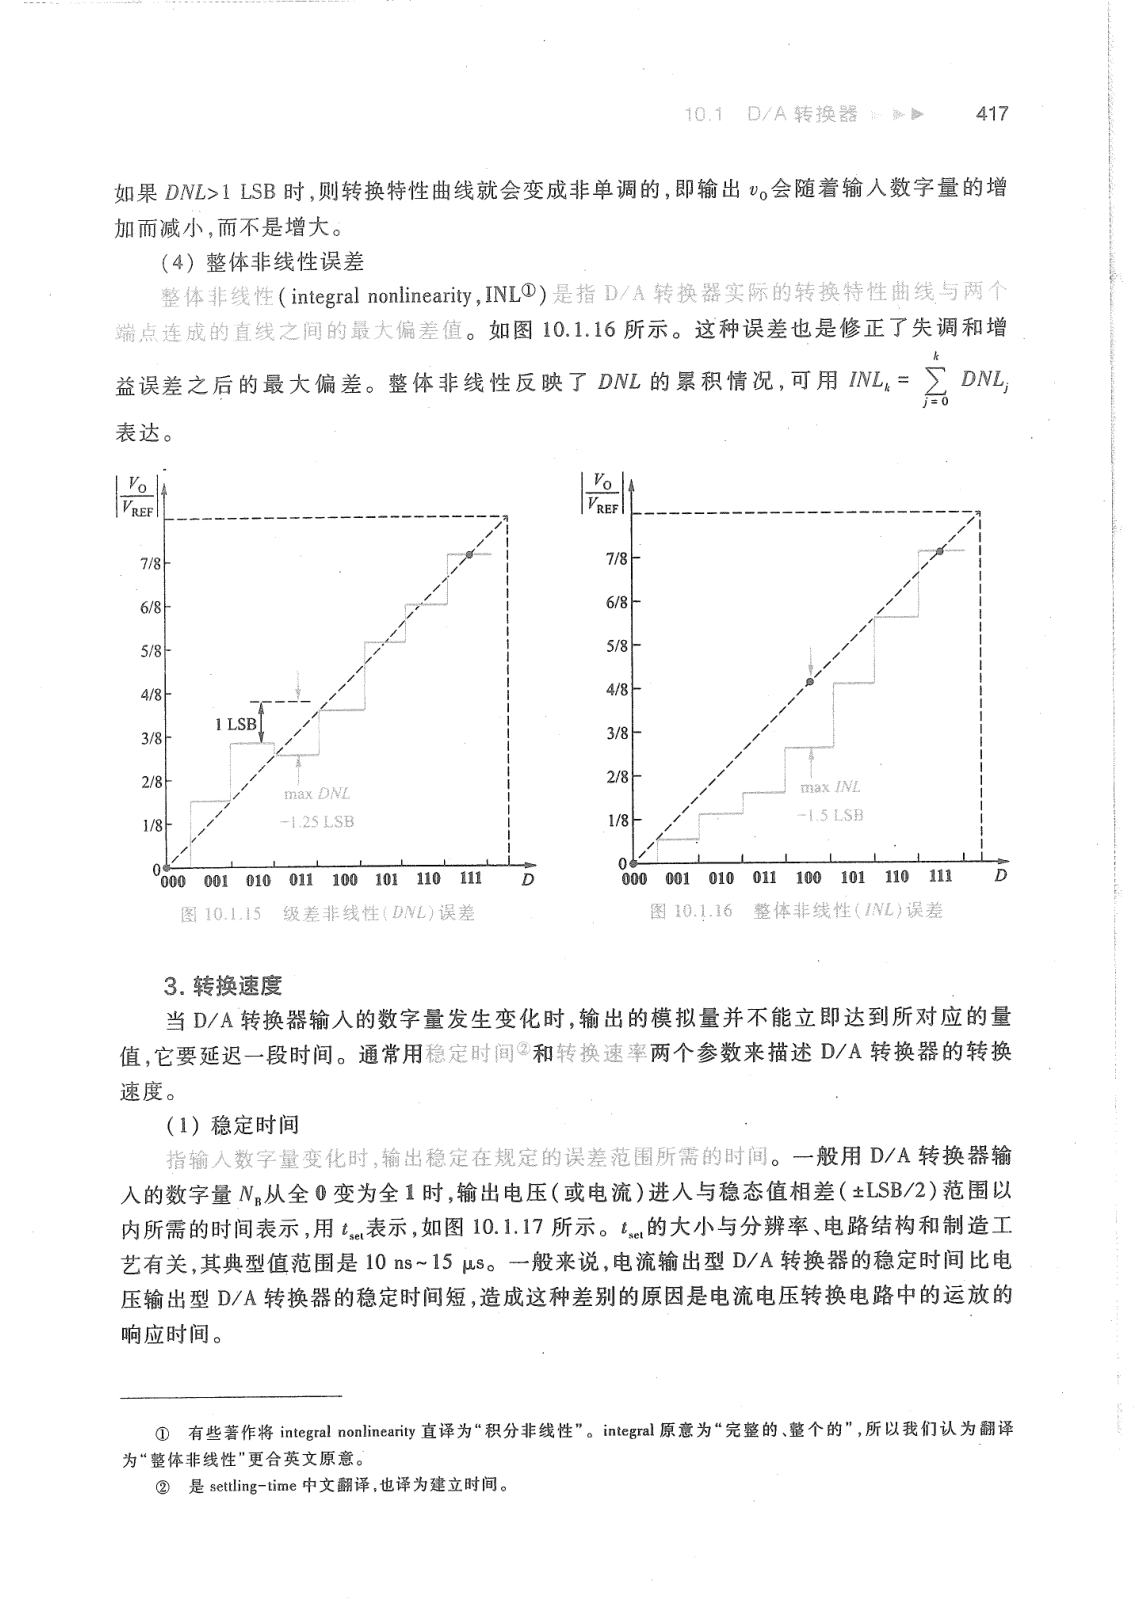 10.1 D/A 转换器 417
如果 DNL>1 LSB 时,则转换特性曲线就会变成非单调的,即输出 vO会随着输入数字量的增
加而减小,而不是增大。
(4) 整体非线性误差
整体非线性(integral nonlinearity,INL①)是指 D/A 转换器实际的转换特性曲线与两个
端点连成的直线之间的最大偏差值。如图 10.1.16 所示。这种误差也是修正了失调和增
益误差之后的最大偏差。整体非线性反映了 DNL 的累积情况,可用 INLk = ∑_{j=0}^{k} DNLj
表达。
|VO/VREF|
7/8
6/8
5/8
4/8
3/8
2/8
1/8
0
1 LSB
max DNL
-1.25 LSB
000 001 010 011 100 101 110 111 D
图 10.1.15 级差非线性(DNL)误差
|VO/VREF|
7/8
6/8
5/8
4/8
3/8
2/8
1/8
0
max INL
-1.5 LSB
000 001 010 011 100 101 110 111 D
图 10.1.16 整体非线性(INL)误差
3. 转换速度
当 D/A 转换器输入的数字量发生变化时,输出的模拟量并不能立即达到所对应的量
值,它要延迟一段时间。通常用稳定时间②和转换速率两个参数来描述 D/A 转换器的转换
速度。
(1) 稳定时间
指输入数字量变化时,输出稳定在规定的误差范围所需的时间。一般用 D/A 转换器输
入的数字量 NB从全 0 变为全 1 时,输出电压(或电流)进入与稳态值相差(±LSB/2)范围以
内所需的时间表示,用 tset表示,如图 10.1.17 所示。tset的大小与分辨率、电路结构和制造工
艺有关,其典型值范围是 10 ns~15 μs。一般来说,电流输出型 D/A 转换器的稳定时间比电
压输出型 D/A 转换器的稳定时间短,造成这种差别的原因是电流电压转换电路中的运放的
响应时间。
① 有些著作将 integral nonlinearity 直译为“积分非线性”。integral 原意为“完整的、整个的”,所以我们认为翻译
为“整体非线性”更合英文原意。
② 是 settling-time 中文翻译,也译为建立时间。